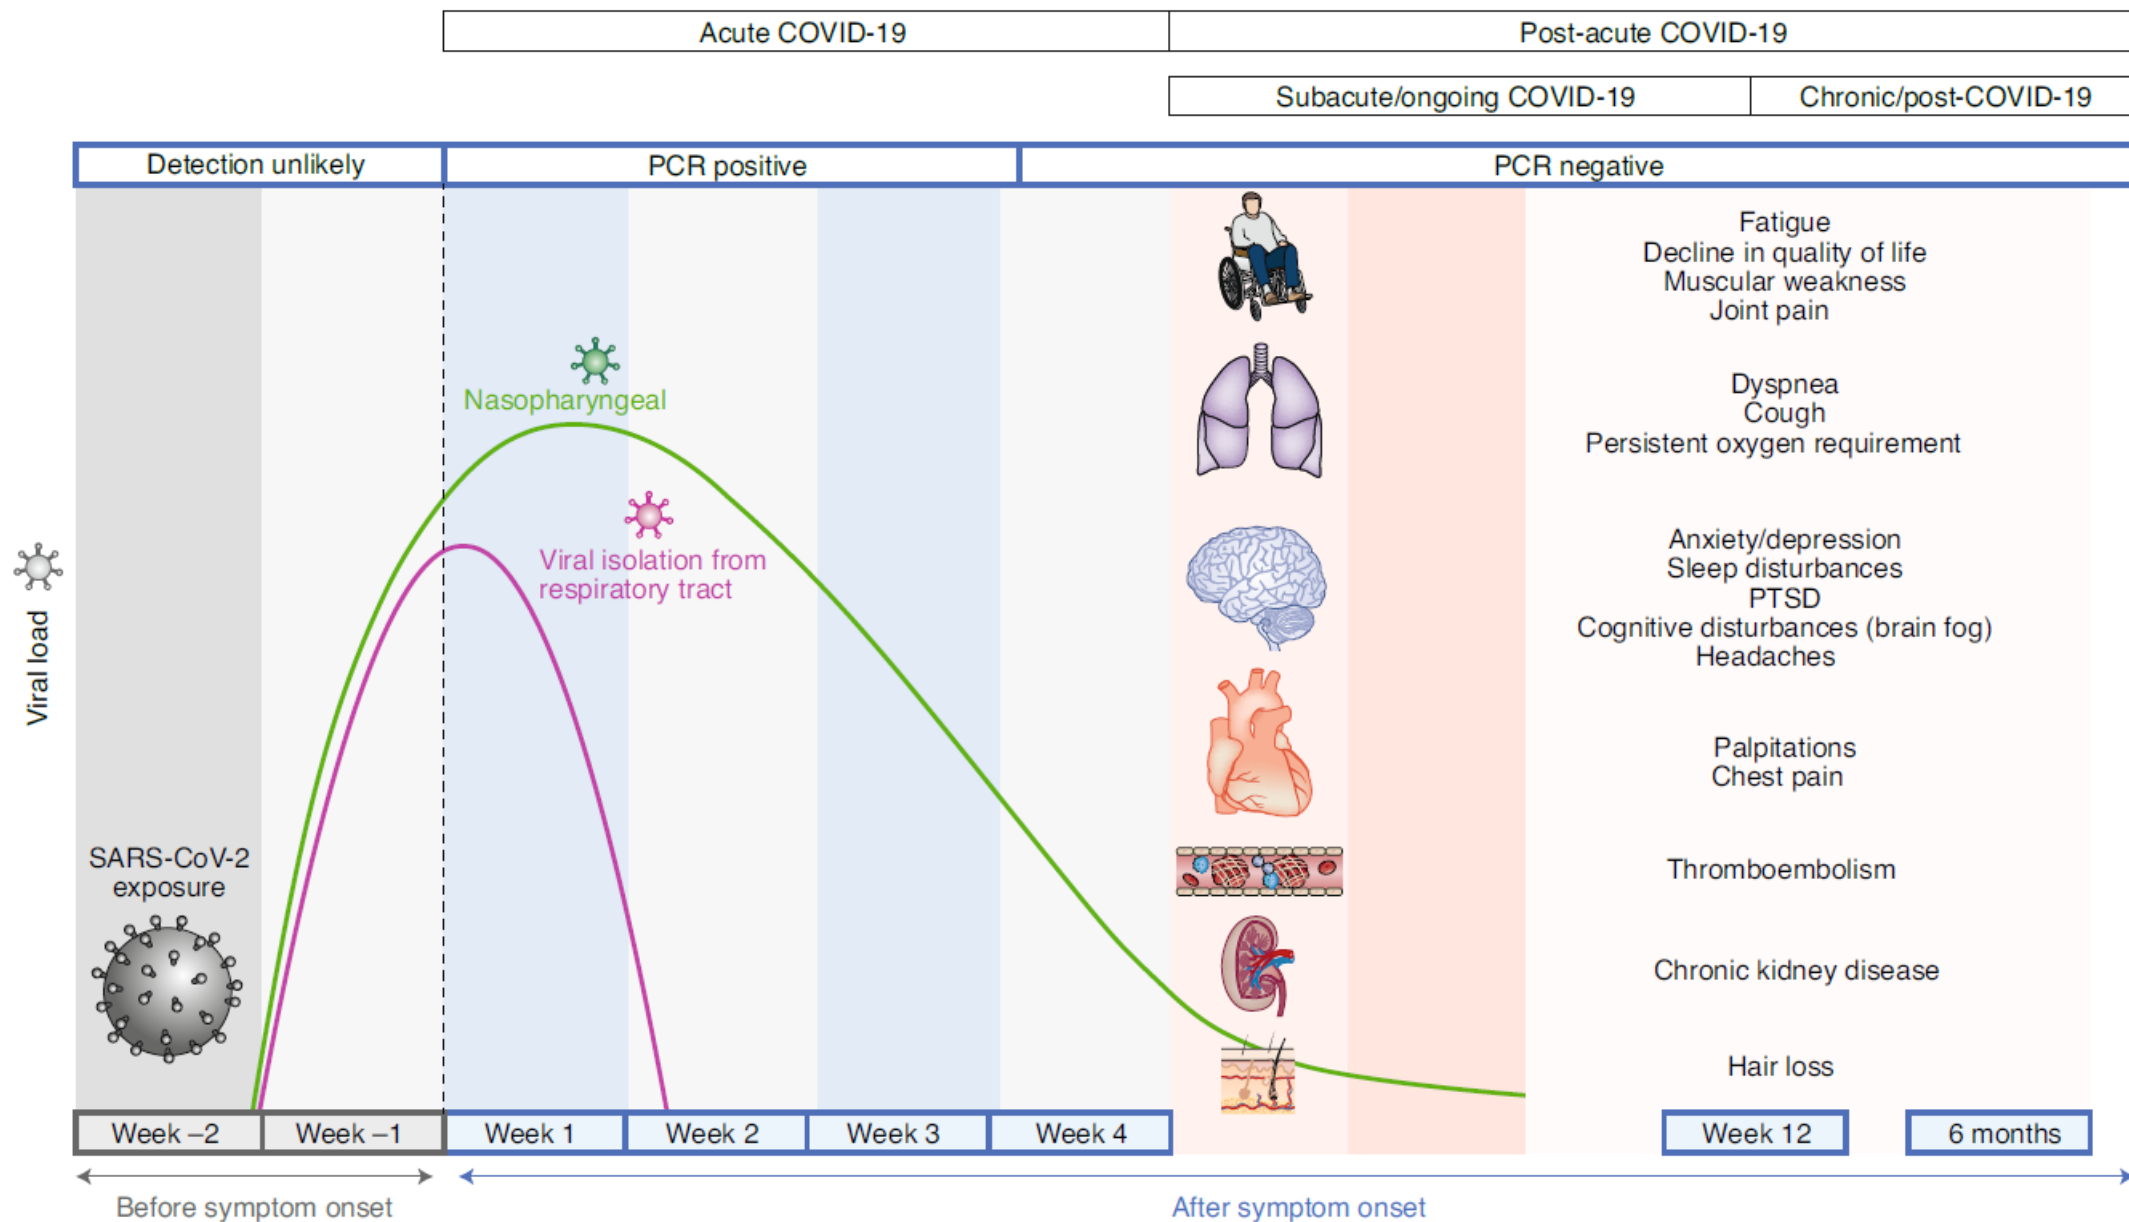 Acute COVID-19
Post-acute COVID-19
Subacute/ongoing COVID-19
Chronic/post-COVID-19
Detection unlikely
PCR positive
PCR negative
Fatigue
Decline in quality of life
Muscular weakness
Joint pain
Nasopharyngeal
Dyspnea
Cough
Persistent oxygen requirement
Viral isolation from
respiratory tract
Anxiety/depression
Sleep disturbances
PTSD
Cognitive disturbances (brain fog)
Headaches
Viral load
Palpitations
Chest pain
SARS-CoV-2
exposure
Thromboembolism
Chronic kidney disease
Hair loss
Week –2
Week –1
Week 1
Week 2
Week 3
Week 4
Week 12
6 months
Before symptom onset
After symptom onset